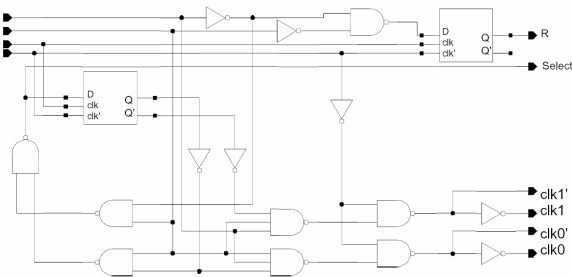 D Q R
clk
clk' Q'
Select
D Q
clk Q'
clk'
clk1'
clk1
clk0'
clk0